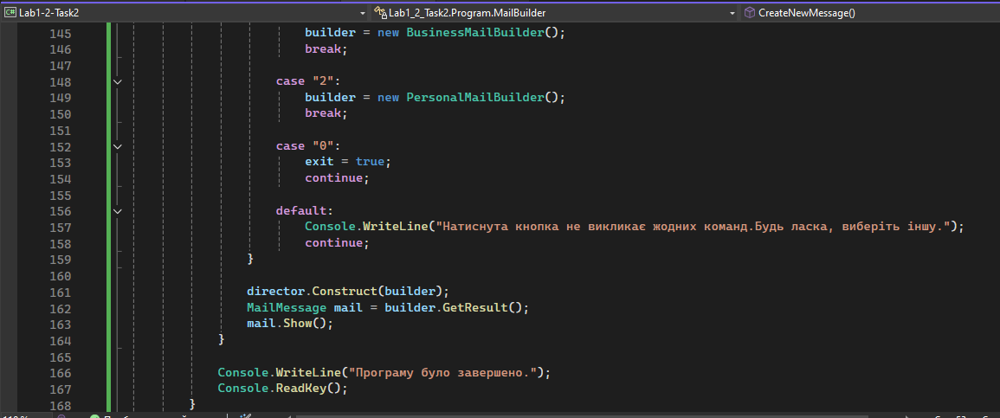 C# Lab1-2-Task2 Lab1_2_Task2.Program.MailBuilder CreateNewMessage()
145 builder = new BusinessMailBuilder();
146 break;
147
148 case "2":
149 builder = new PersonalMailBuilder();
150 break;
151
152 case "0":
153 exit = true;
154 continue;
155
156 default:
157 Console.WriteLine("Натиснута кнопка не викликає жодних команд.Будь ласка, виберіть іншу.");
158 continue;
159 }
160
161 director.Construct(builder);
162 MailMessage mail = builder.GetResult();
163 mail.Show();
164 }
165
166 Console.WriteLine("Програму було завершено.");
167 Console.ReadKey();
168 }